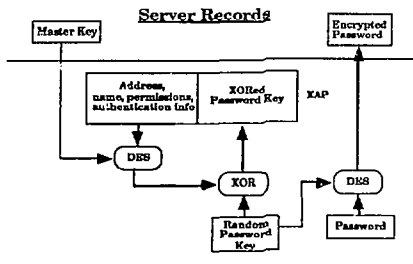 Server Records
Master Key
Encrypted
Password
Address,
name, permissions,
authentication info
XORed
Password Key
XAP
DES
XOR
DES
Random
Password
Key
Password